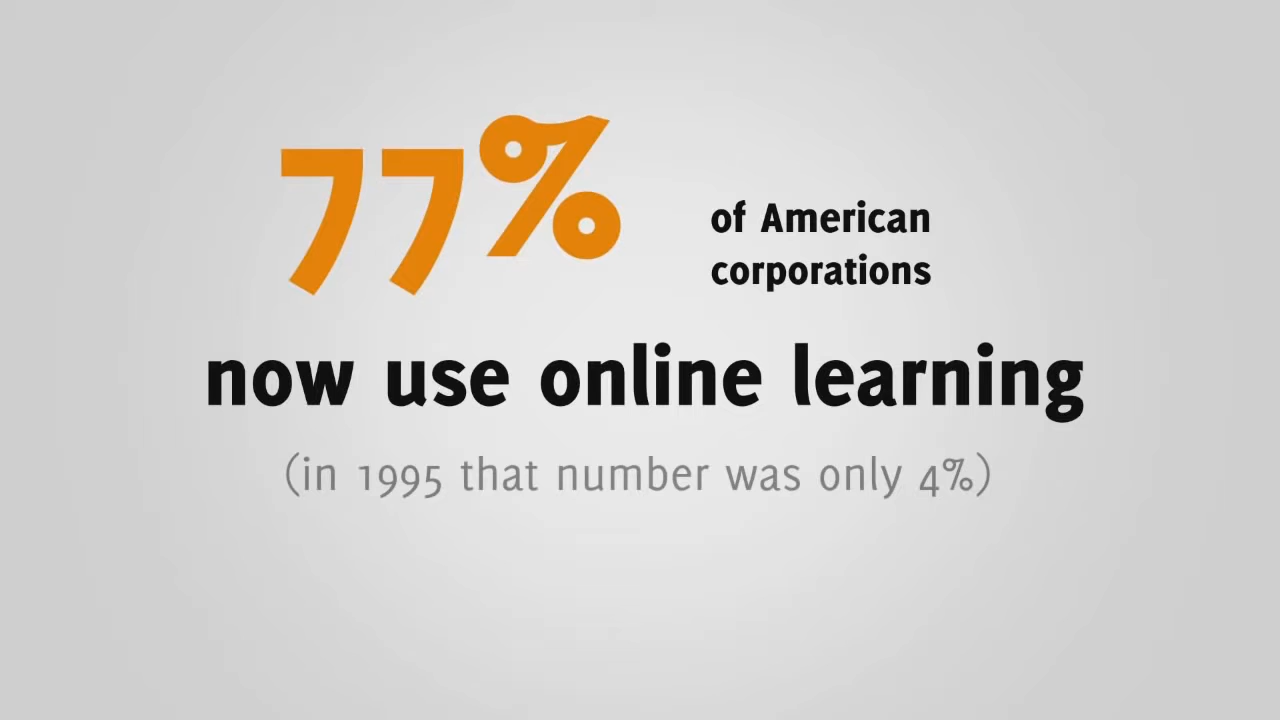 77% of American
corporations
now use online learning
(in 1995 that number was only 4%)